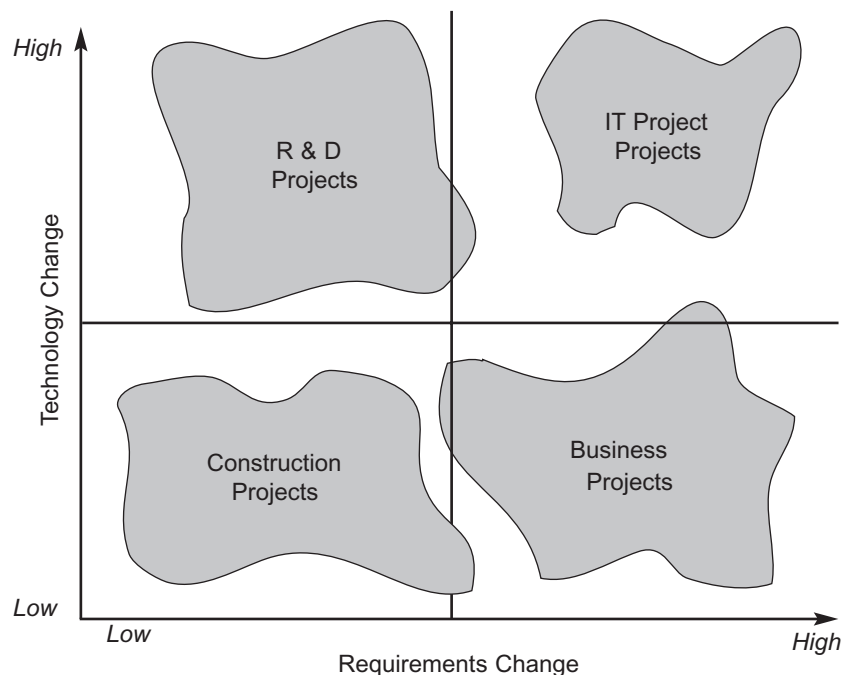 High
R & D
Projects
IT Project
Projects
Technology Change
Construction
Projects
Business
Projects
Low
Low
High
Requirements Change